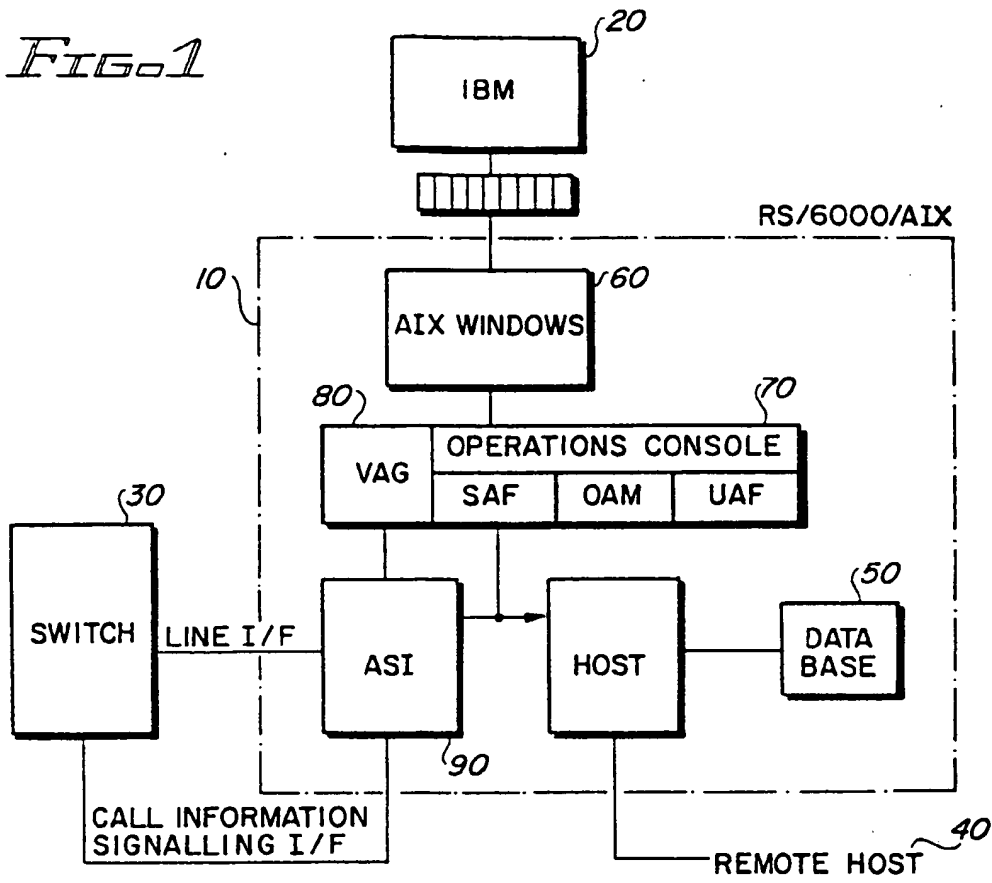 FIG. 1
20
IBM
RS/6000/AIX
10
60
AIX WINDOWS
80
70
VAG
OPERATIONS CONSOLE
SAF
OAM
UAF
30
50
SWITCH
LINE I/F
ASI
HOST
DATA
BASE
90
CALL INFORMATION
SIGNALLING I/F
40
REMOTE HOST